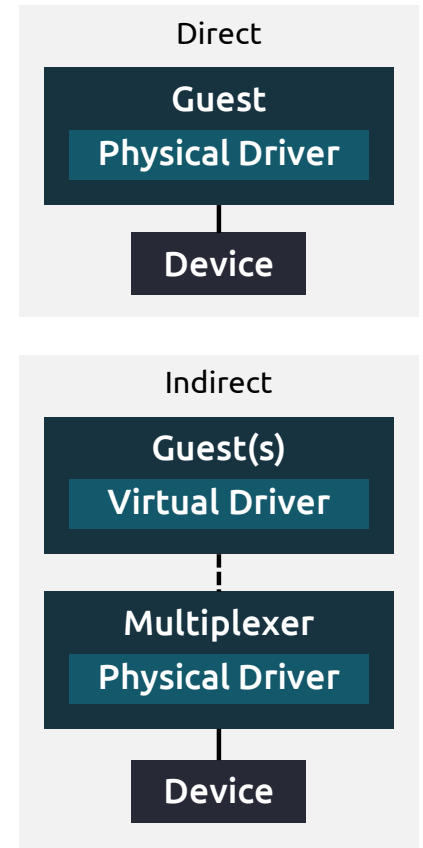 Direct
Guest
Physical Driver
Device
Indirect
Guest(s)
Virtual Driver
Multiplexer
Physical Driver
Device